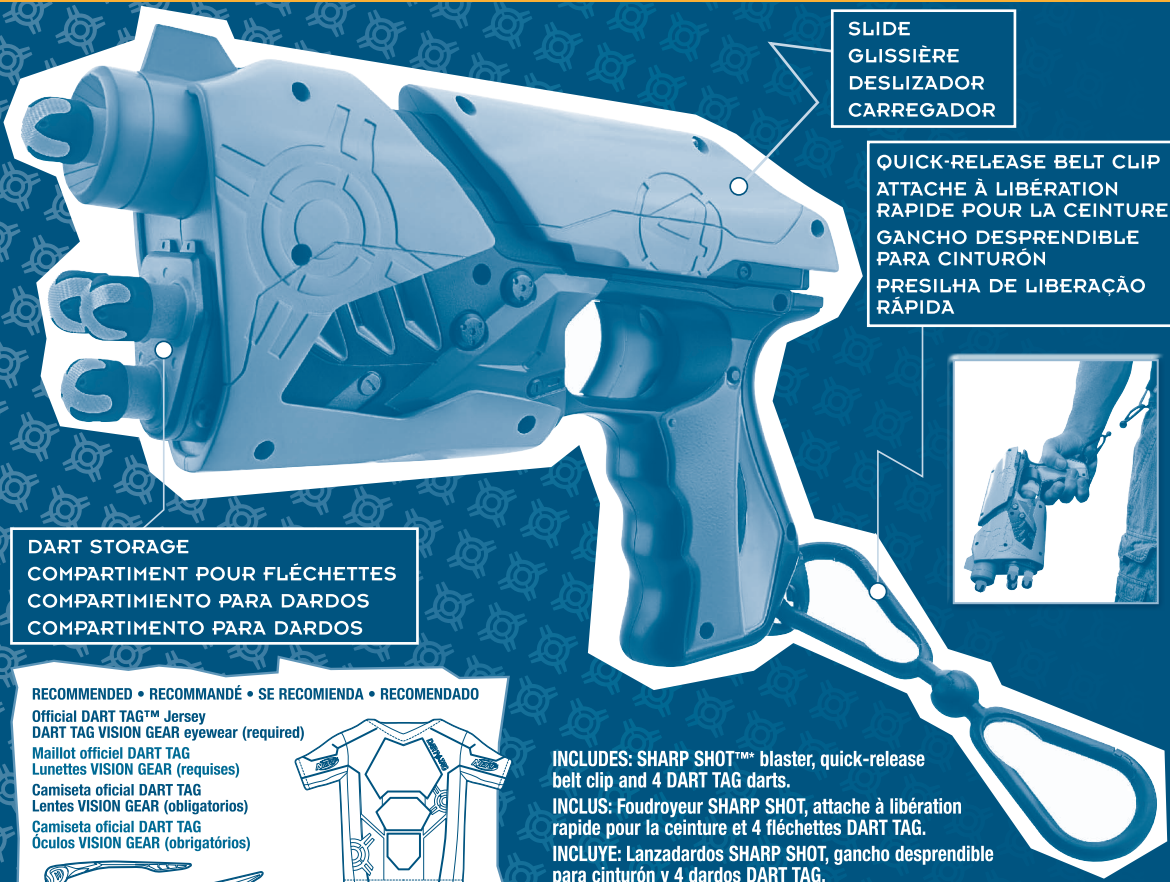 SLIDE
GLISSIÈRE
DESLIZADOR
CARREGADOR
QUICK-RELEASE BELT CLIP
ATTACHE À LIBÉRATION
RAPIDE POUR LA CEINTURE
GANCHO DESPRENDIBLE
PARA CINTURÓN
PRESILHA DE LIBERAÇÃO
RÁPIDA
DART STORAGE
COMPARTIMENT POUR FLÉCHETTES
COMPARTIMIENTO PARA DARDOS
COMPARTIMENTO PARA DARDOS
RECOMMENDED • RECOMMANDÉ • SE RECOMIENDA • RECOMENDADO
Official DART TAG™ Jersey
DART TAG VISION GEAR eyewear (required)
Maillot officiel DART TAG
Lunettes VISION GEAR (requises)
Camiseta oficial DART TAG
Lentes VISION GEAR (obligatorios)
Camiseta oficial DART TAG
Óculos VISION GEAR (obrigatórios)
NERF
DART TAG
NERF
INCLUDES: SHARP SHOT™* blaster, quick-release
belt clip and 4 DART TAG darts.
INCLUS: Foudroyeur SHARP SHOT, attache à libération
rapide pour la ceinture et 4 fléchettes DART TAG.
INCLUYE: Lanzadardos SHARP SHOT, gancho desprendible
para cinturón y 4 dardos DART TAG.